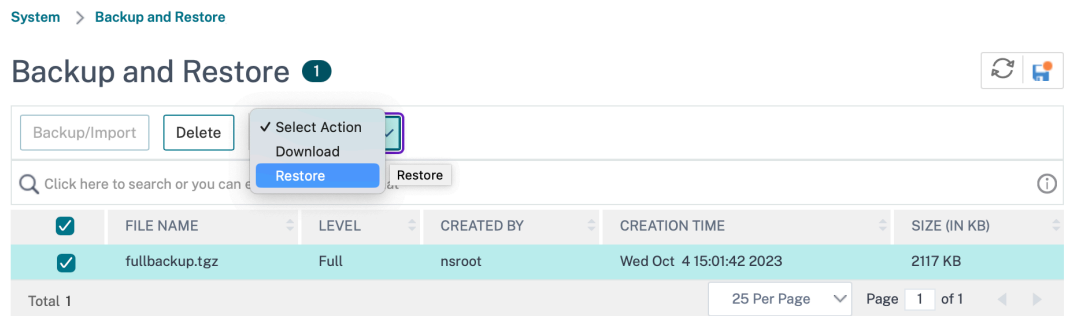 System > Backup and Restore
Backup and Restore 1
Backup/Import Delete ✓ Select Action
Download
Restore Restore
Click here to search or you can e at
FILE NAME LEVEL CREATED BY CREATION TIME SIZE (IN KB)
fullbackup.tgz Full nsroot Wed Oct 4 15:01:42 2023 2117 KB
Total 1 25 Per Page Page 1 of 1